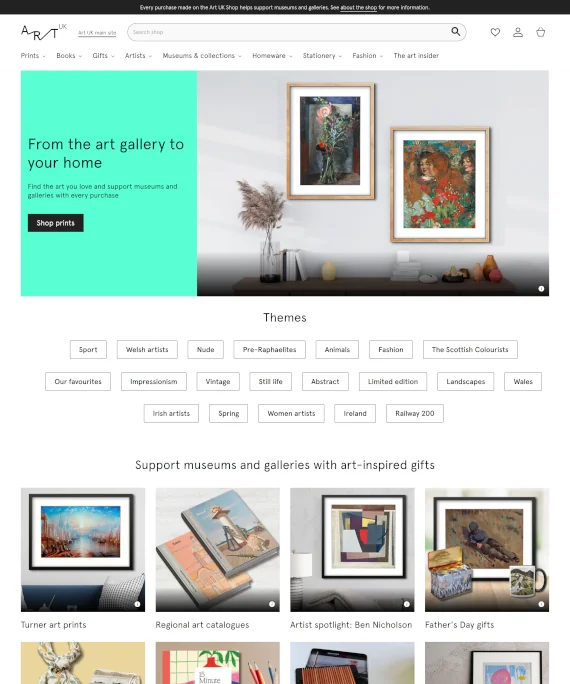 Every purchase made on the Art UK Shop helps support museums and galleries. See about the shop for more information.
ART UK
Art UK main site
Search shop
Prints
Books
Gifts
Artists
Museums & collections
Homeware
Stationery
Fashion
The art insider
From the art gallery to
your home
Find the art you love and support museums and
galleries with every purchase
Shop prints
Themes
Sport
Welsh artists
Nude
Pre-Raphaelites
Animals
Fashion
The Scottish Colourists
Our favourites
Impressionism
Vintage
Still life
Abstract
Limited edition
Landscapes
Wales
Irish artists
Spring
Women artists
Ireland
Railway 200
Support museums and galleries with art-inspired gifts
Turner art prints
Regional art catalogues
Artist spotlight: Ben Nicholson
Father's Day gifts
15
Minute